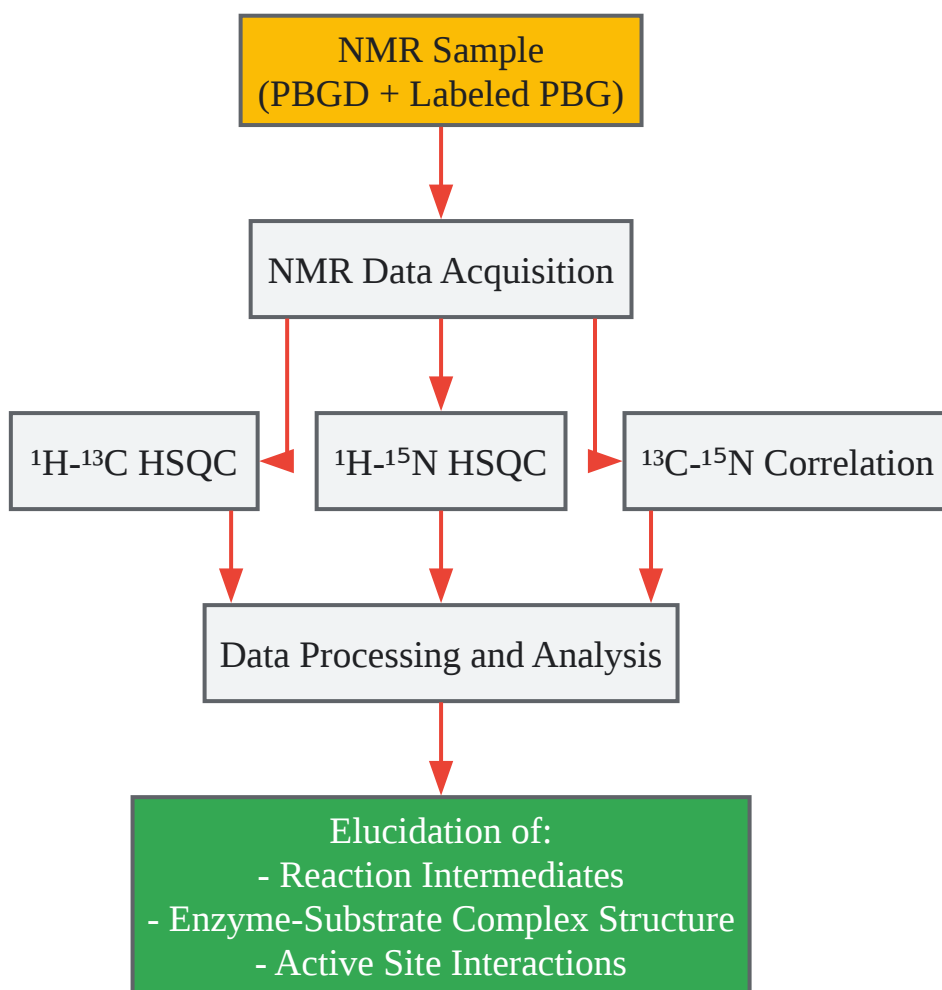 NMR Sample
(PBGD + Labeled PBG)
NMR Data Acquisition
¹H-¹³C HSQC
¹H-¹⁵N HSQC
¹³C-¹⁵N Correlation
Data Processing and Analysis
Elucidation of:
- Reaction Intermediates
- Enzyme-Substrate Complex Structure
- Active Site Interactions